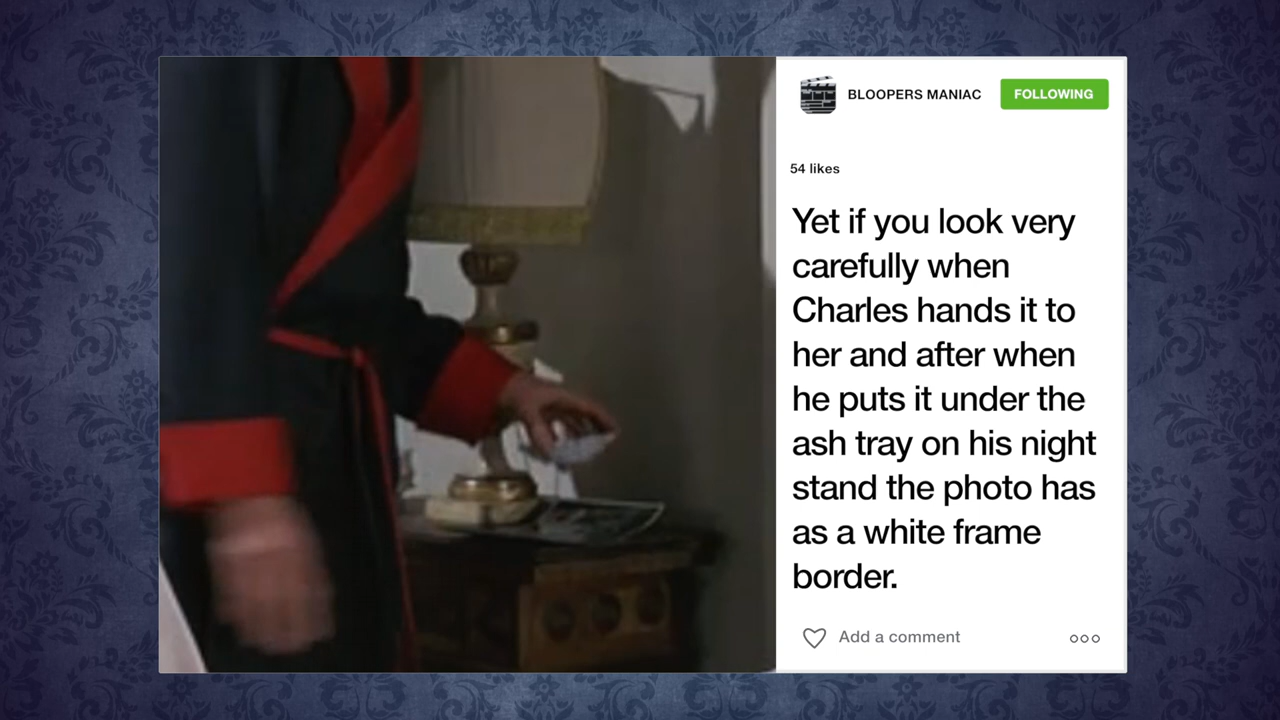 BLOOPERS MANIAC
FOLLOWING
54 likes
Yet if you look very
carefully when
Charles hands it to
her and after when
he puts it under the
ash tray on his night
stand the photo has
as a white frame
border.
Add a comment